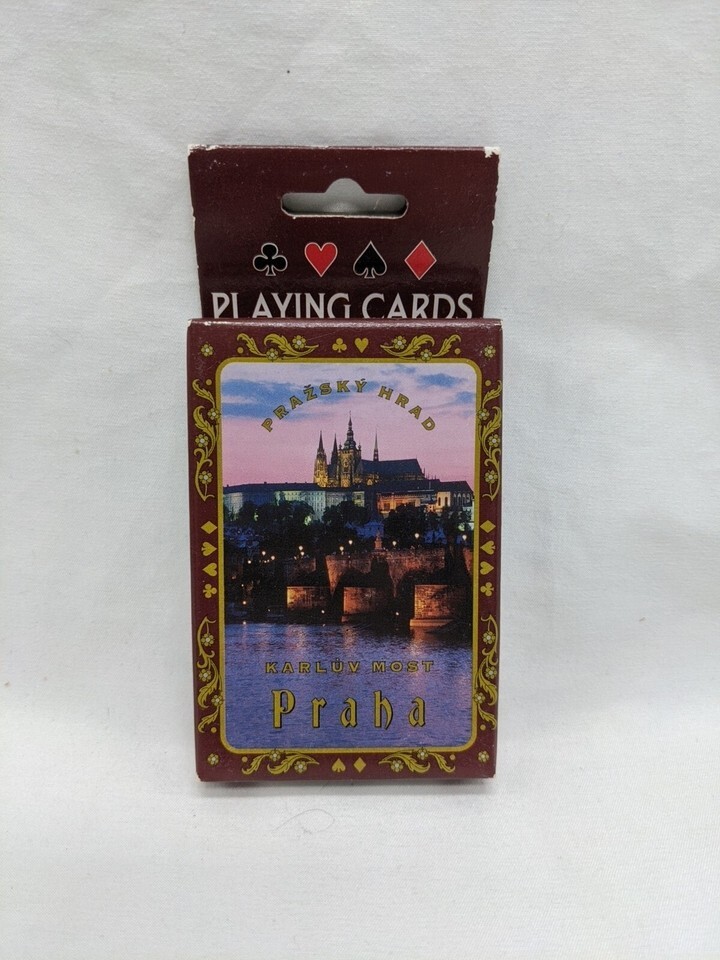 PLAYING CARDS
PRAŽSKÝ HRAD
KARLŮV MOST
Praha